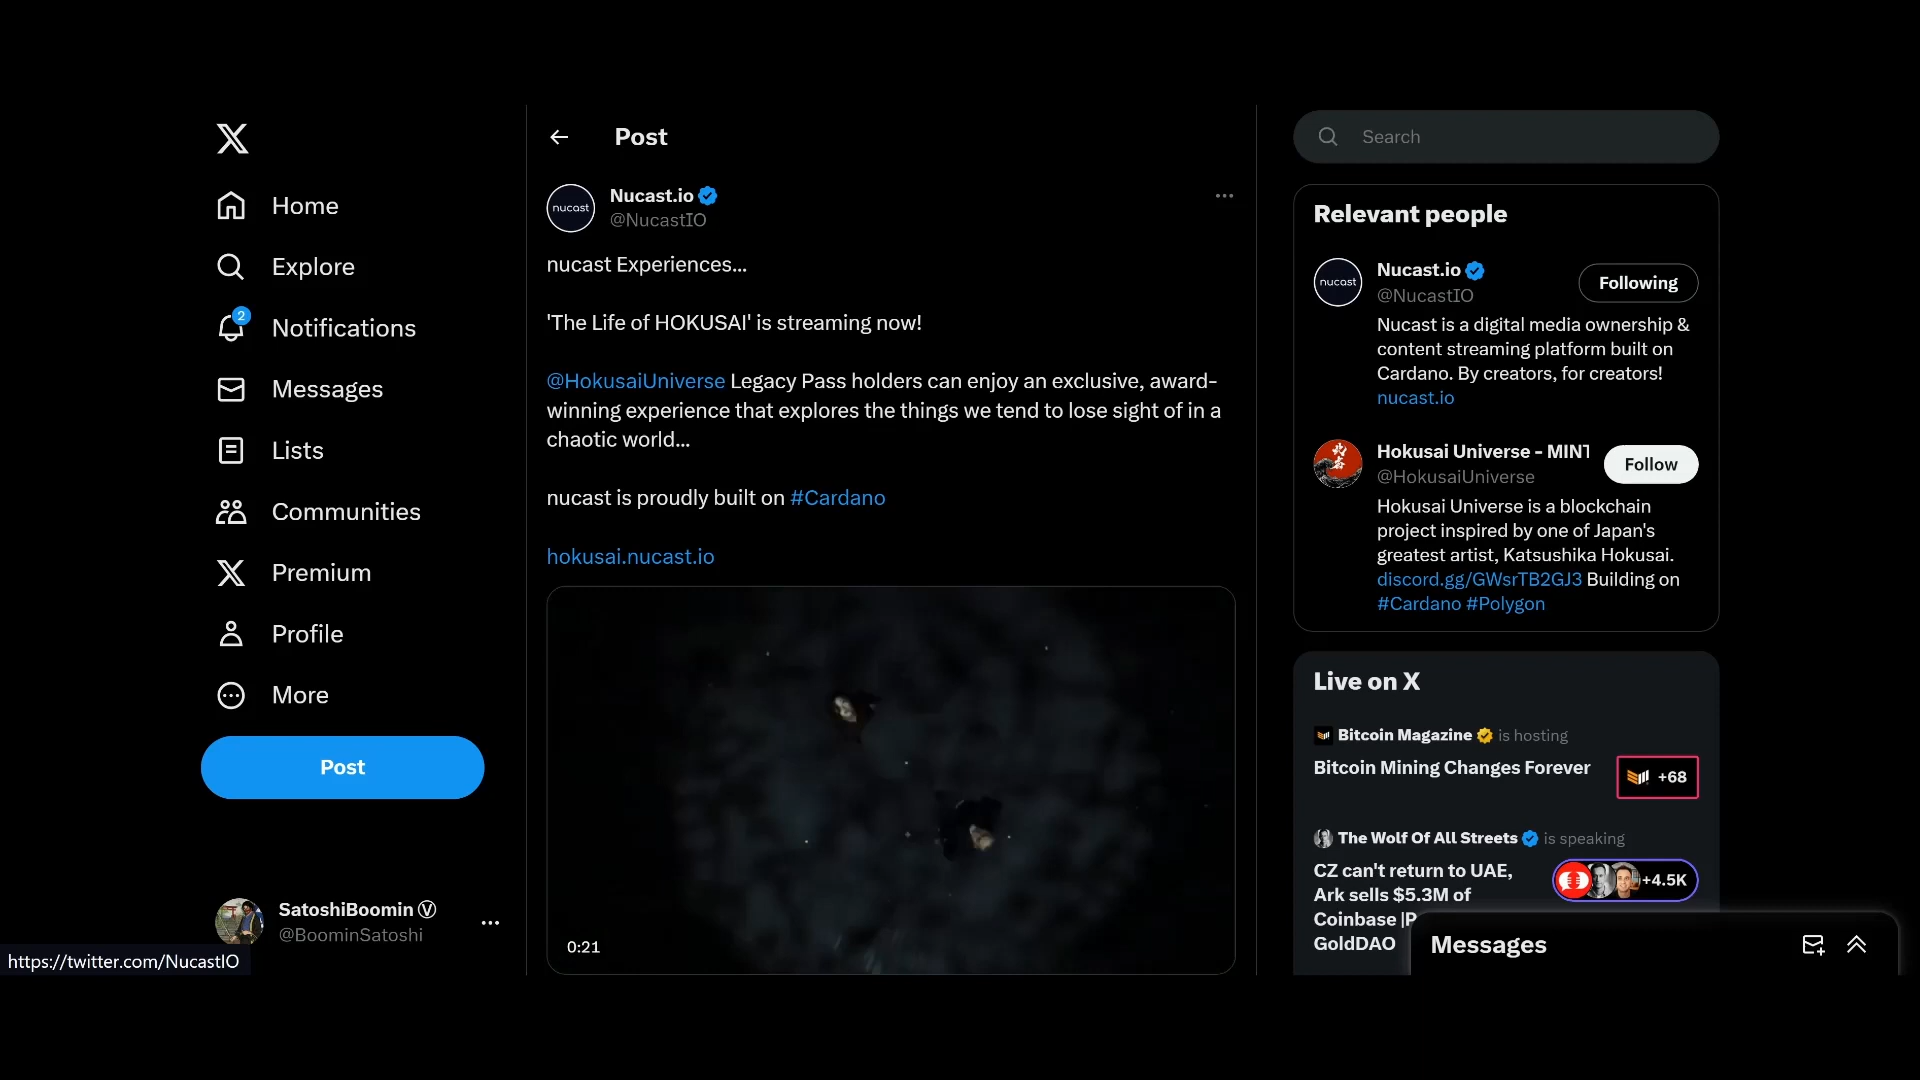 Home
Explore
2
Notifications
Messages
Lists
Communities
Premium
Profile
More
Post
SatoshiBoomin Ⓥ
@BoominSatoshi
https://twitter.com/NucastIO
Post
nucast
Nucast.io
@NucastIO
nucast Experiences...
'The Life of HOKUSAI' is streaming now!
@HokusaiUniverse Legacy Pass holders can enjoy an exclusive, award-
winning experience that explores the things we tend to lose sight of in a
chaotic world...
nucast is proudly built on #Cardano
hokusai.nucast.io
0:21
Search
Relevant people
nucast
Nucast.io
@NucastIO
Following
Nucast is a digital media ownership &
content streaming platform built on
Cardano. By creators, for creators!
nucast.io
Hokusai Universe - MINT
@HokusaiUniverse
Follow
Hokusai Universe is a blockchain
project inspired by one of Japan's
greatest artist, Katsushika Hokusai.
discord.gg/GWsrTB2GJ3 Building on
#Cardano #Polygon
Live on X
Bitcoin Magazine is hosting
Bitcoin Mining Changes Forever
+68
The Wolf Of All Streets is speaking
CZ can't return to UAE,
Ark sells $5.3M of
Coinbase |P
GoldDAO
+4.5K
Messages